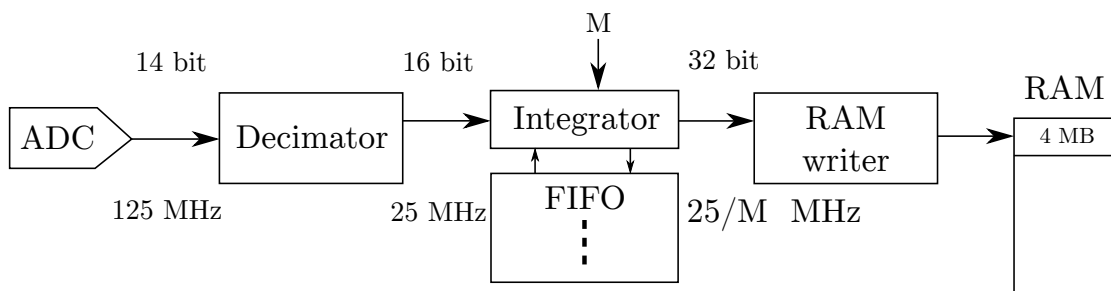 M
14 bit
16 bit
32 bit
RAM
ADC
Decimator
Integrator
RAM
writer
4 MB
125 MHz
25 MHz
FIFO
25/M MHz